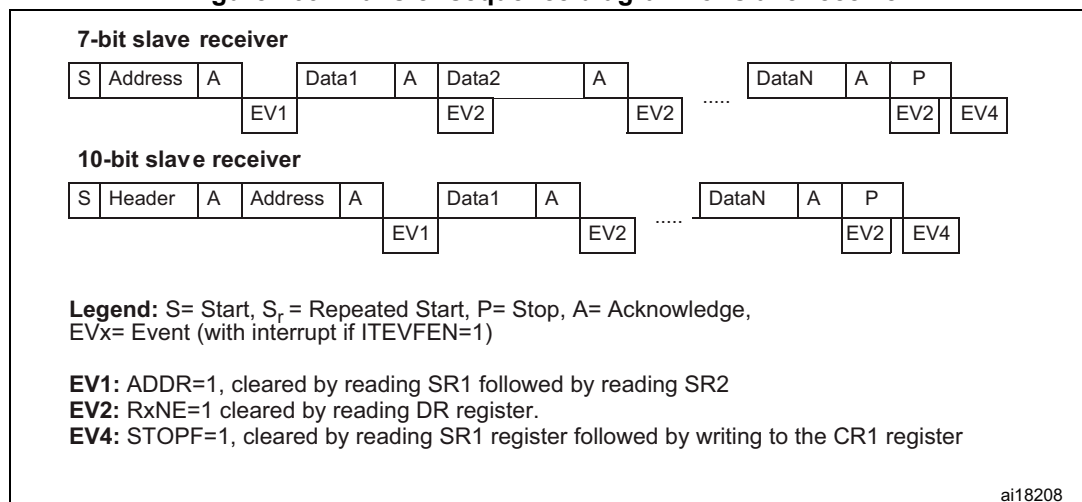 7-bit slave receiver
S Address A Data1 A Data2 A ..... DataN A P
EV1 EV2 EV2 EV2 EV4
10-bit slave receiver
S Header A Address A Data1 A ..... DataN A P
EV1 EV2 EV2 EV4
Legend: S= Start, Sr = Repeated Start, P= Stop, A= Acknowledge,
EVx= Event (with interrupt if ITEVFEN=1)
EV1: ADDR=1, cleared by reading SR1 followed by reading SR2
EV2: RxNE=1 cleared by reading DR register.
EV4: STOPF=1, cleared by reading SR1 register followed by writing to the CR1 register
ai18208